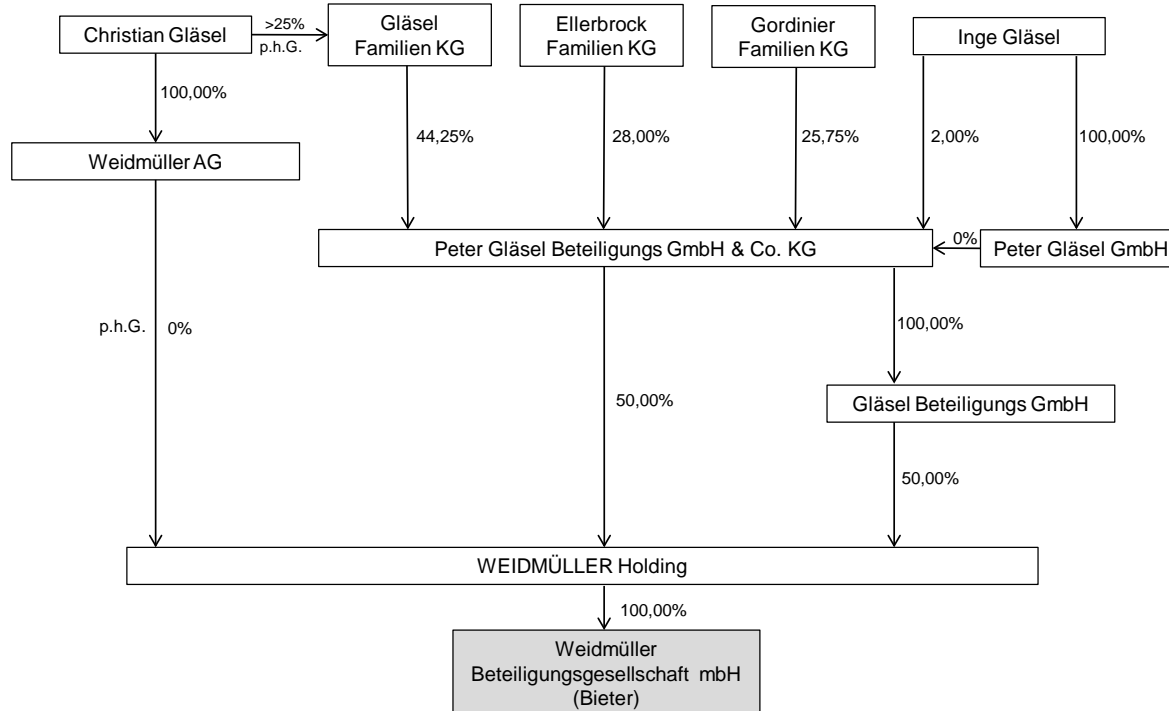 Christian Gläsel
>25%
p.h.G.
Gläsel
Familien KG
Ellerbrock
Familien KG
Gordinier
Familien KG
Inge Gläsel
100,00%
44,25%
28,00%
25,75%
2,00%
100,00%
Weidmüller AG
Peter Gläsel Beteiligungs GmbH & Co. KG
0%
Peter Gläsel GmbH
p.h.G.
0%
100,00%
50,00%
Gläsel Beteiligungs GmbH
50,00%
WEIDMÜLLER Holding
100,00%
Weidmüller
Beteiligungsgesellschaft mbH
(Bieter)